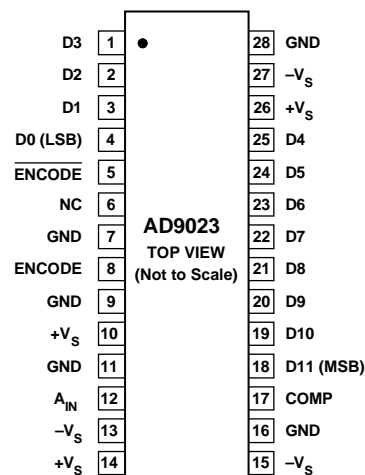 D3 1 28 GND
D2 2 27 –VS
D1 3 26 +VS
D0 (LSB) 4 25 D4
ENCODE 5 24 D5
NC 6 23 D6
GND 7 22 D7
ENCODE 8 21 D8
GND 9 20 D9
+VS 10 19 D10
GND 11 18 D11 (MSB)
AIN 12 17 COMP
–VS 13 16 GND
+VS 14 15 –VS
AD9023
TOP VIEW
(Not to Scale)